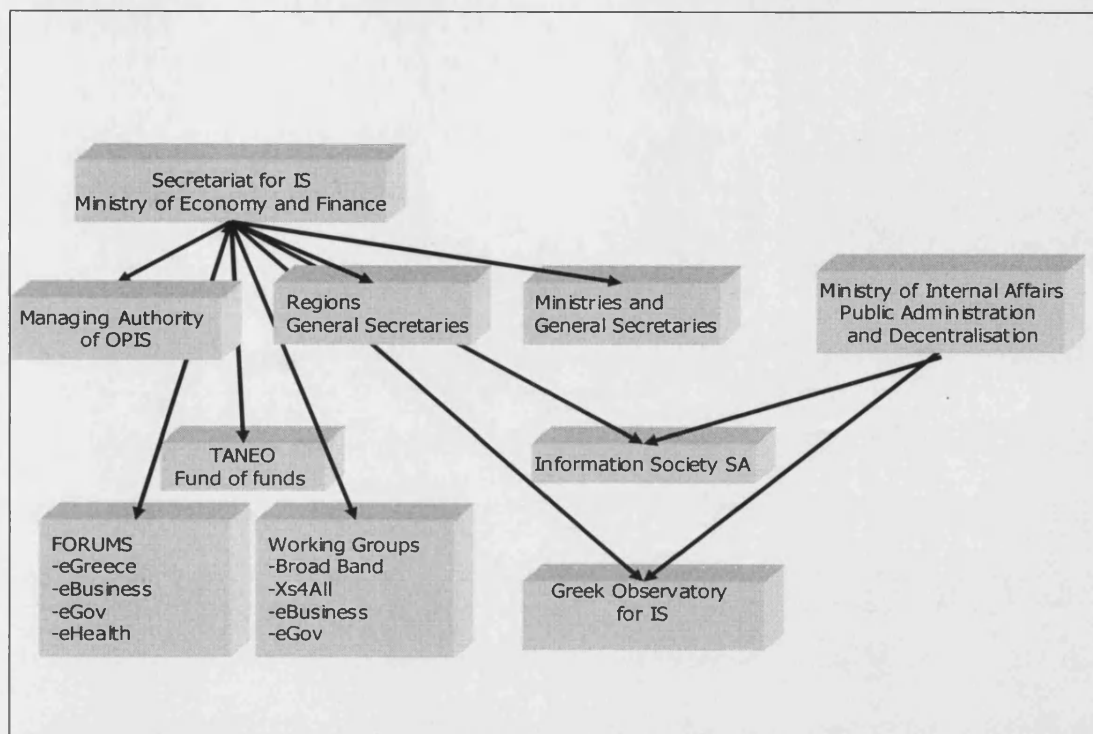 Secretariat for IS
Ministry of Economy and Finance
Managing Authority
of OPIS
Regions
General Secretaries
Ministries and
General Secretaries
Ministry of Internal Affairs
Public Administration
and Decentralisation
TANEO
Fund of funds
Information Society SA
FORUMS
-eGreece
-eBusiness
-eGov
-eHealth
Working Groups
-Broad Band
-Xs4All
-eBusiness
-eGov
Greek Observatory
for IS